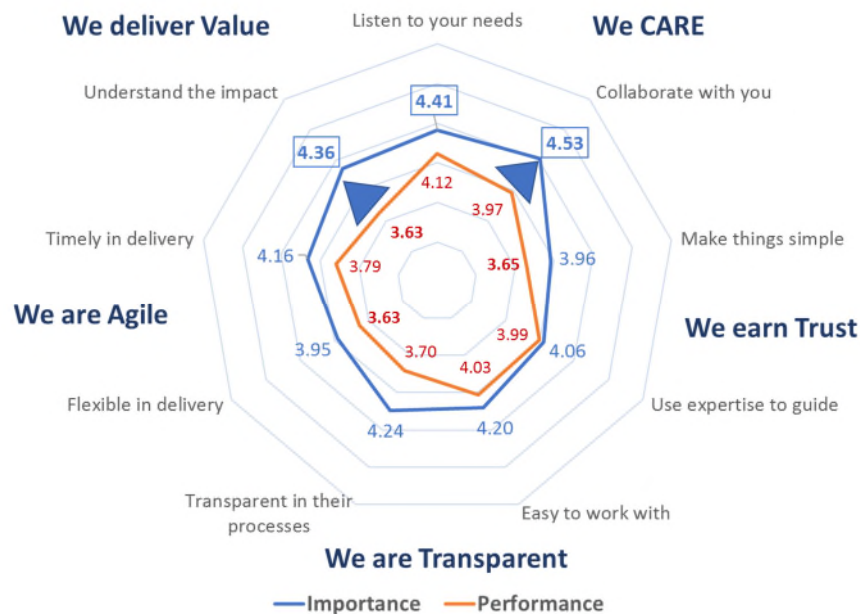 Listen to your needs
We deliver Value
We CARE
Understand the impact
Collaborate with you
4.41
4.53
4.36
4.12
3.97
3.63
Timely in delivery
Make things simple
4.16
3.79
3.65
3.96
We are Agile
We earn Trust
3.63
3.99
3.95
3.70
4.03
4.06
Flexible in delivery
Use expertise to guide
4.24
4.20
Transparent in their
processes
Easy to work with
We are Transparent
Importance
Performance